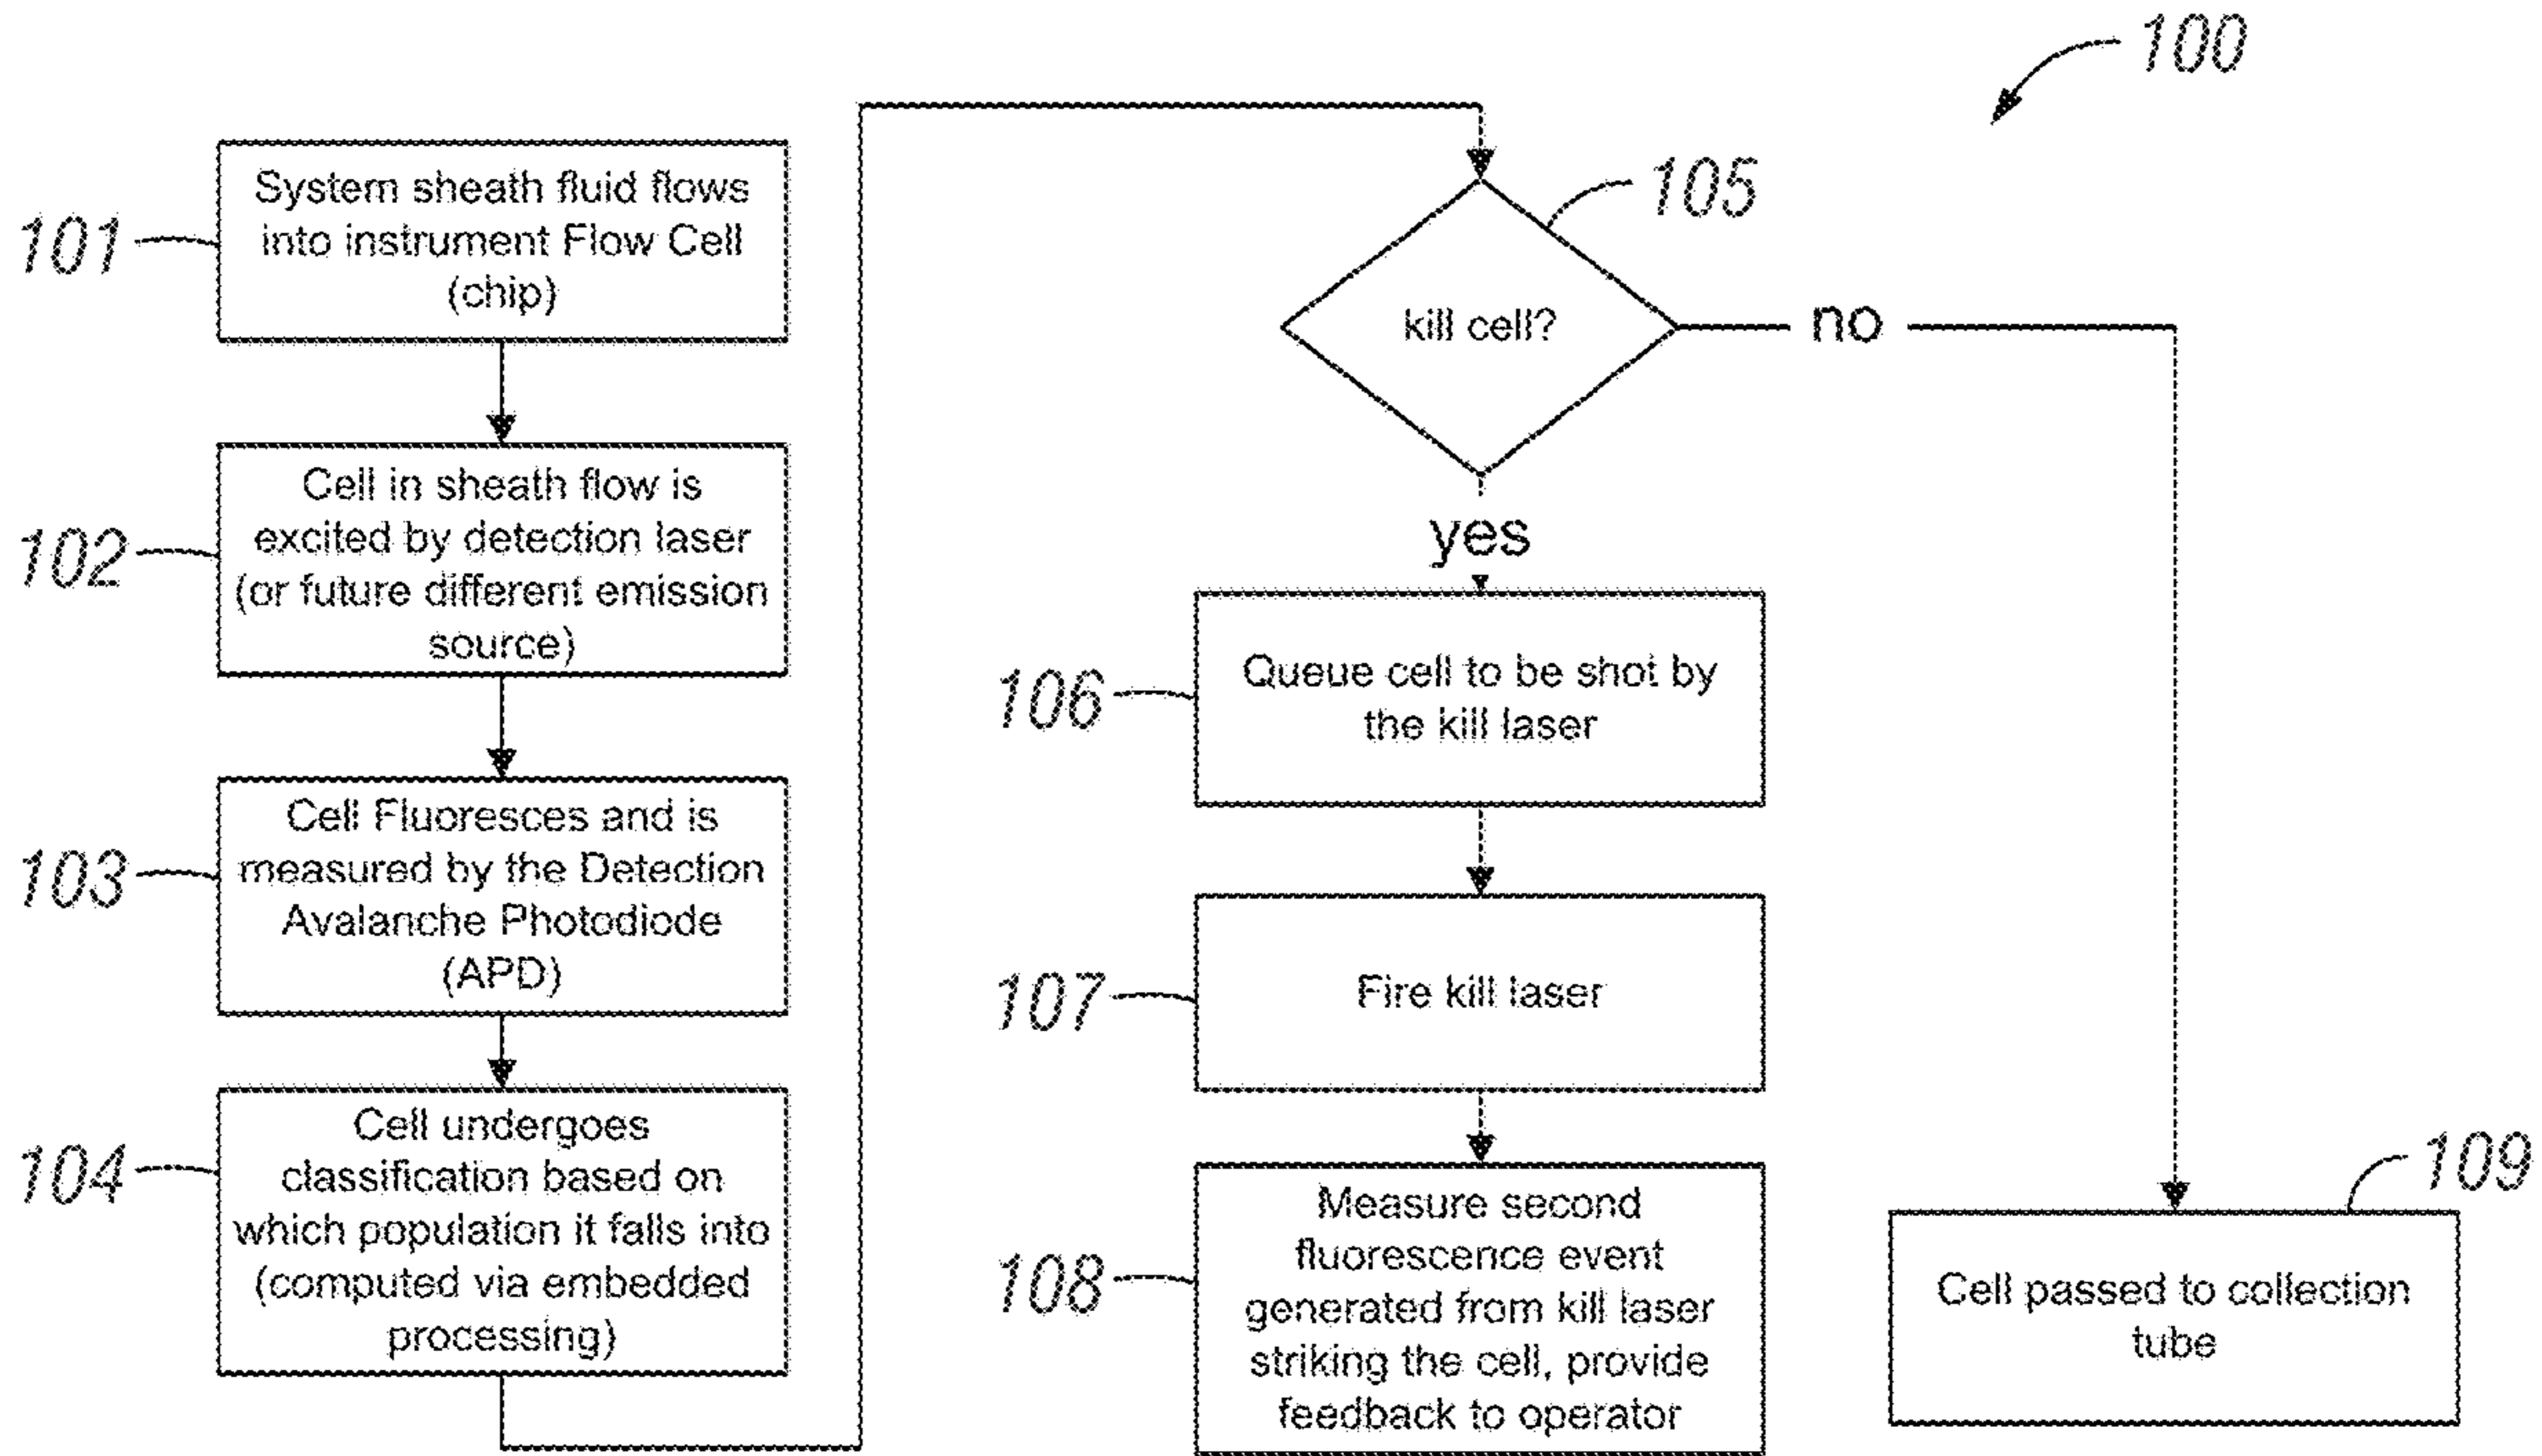 100
101
System sheath fluid flows
into instrument Flow Cell
(chip)
102
Cell in sheath flow is
excited by detection laser
(or future different emission
source)
103
Cell Fluoresces and is
measured by the Detection
Avalanche Photodiode
(APD)
104
Cell undergoes
classification based on
which population it falls into
(computed via embedded
processing)
105
kill cell?
no
yes
106
Queue cell to be shot by
the kill laser
107
Fire kill laser
108
Measure second
fluorescence event
generated from kill laser
striking the cell, provide
feedback to operator
109
Cell passed to collection
tube